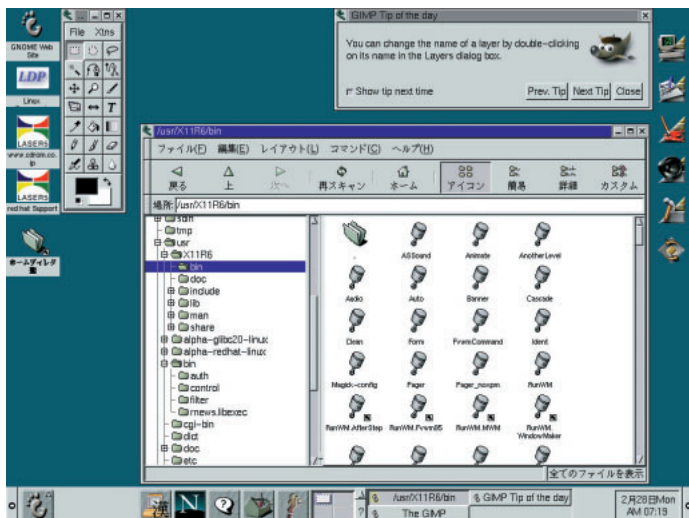 GNOME Web
Site
LDP
Linux
LASER5
www.cdrom.co.
jp
LASER5
red hat Support
ホームディレクタ
File Xtns
T
GIMP Tip of the day
You can change the name of a layer by double-clicking
on its name in the Layers dialog box.
Show tip next time
Prev. Tip
Next Tip
Close
/usr/X11R6/bin
ファイル(F) 編集(E) レイアウト(L) コマンド(C) ヘルプ(H)
戻る 上 次へ 再スキャン ホーム アイコン 簡易 詳細 カスタム
場所: /usr/X11R6/bin
sbin
tmp
usr
X11R6
bin
doc
include
lib
man
share
alpha-glibc20-linux
alpha-redhat-linux
bin
auth
control
filter
rnews.libexec
cgi-bin
dict
doc
etc
.. ASSound Animate AnotherLevel
Audio Auto Banner Cascade
Clean Form FvwmCommand Ident
Magick-config Pager Pager_noxpm RunWM
RunWM.AfterStep RunWM.Fvwm95 RunWM.MWM RunWM.
WindowMaker
全てのファイルを表示
N
?
/usr/X11R6/bin
GIMP Tip of the day
The GIMP
2月28日Mon
AM 07:19